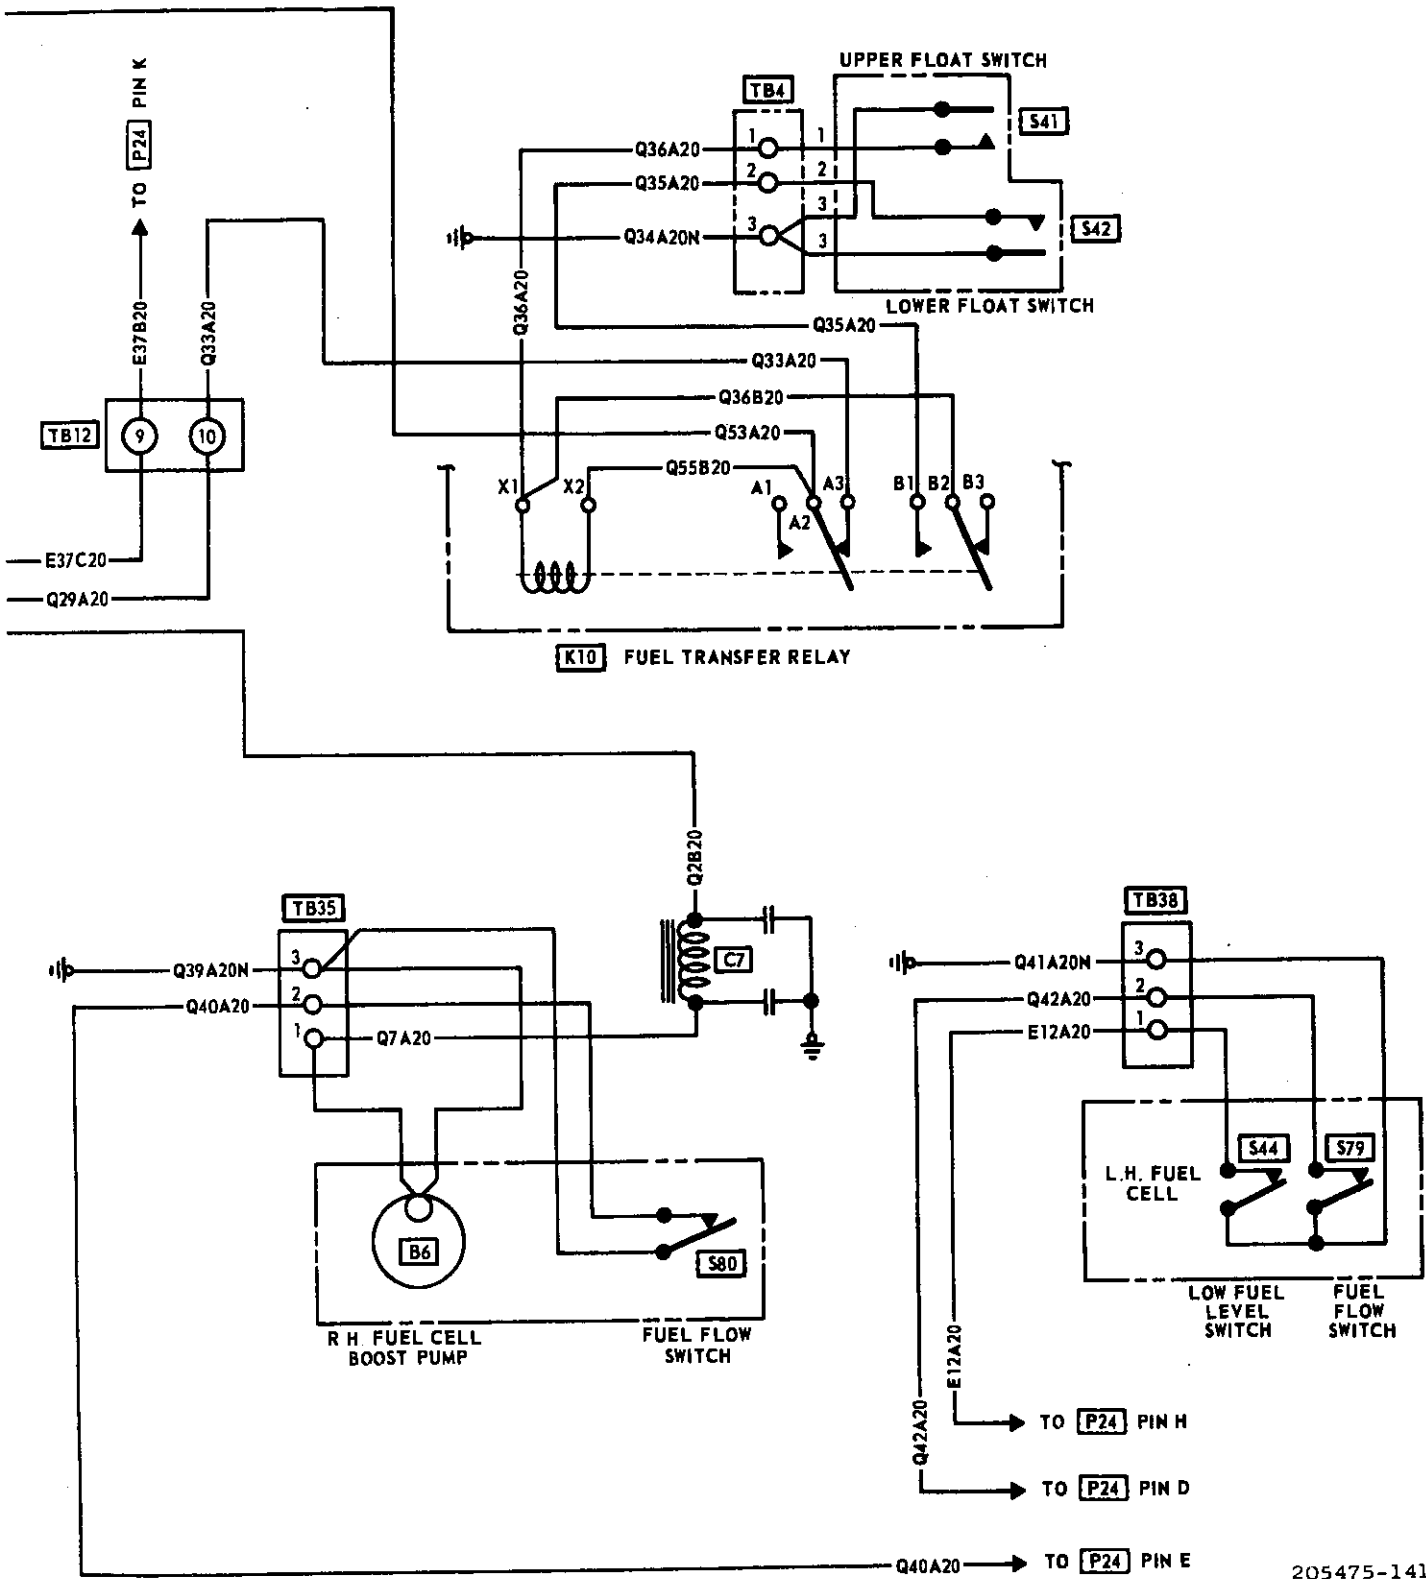 UPPER FLOAT SWITCH
TO P24 PIN K
TB4
S41
1
1
Q36A20
2
2
Q35A20
3
3
Q34A20N
3
S42
LOWER FLOAT SWITCH
E37B20
Q33A20
Q36A20
Q35A20
Q33A20
Q36B20
TB12
9
10
Q53A20
Q55B20
X1
X2
A1
A2
A3
B1
B2
B3
E37C20
Q29A20
K10 FUEL TRANSFER RELAY
Q2B20
TB35
C7
3
Q39A20N
2
Q40A20
1
Q7A20
TB38
3
Q41A20N
2
Q42A20
1
E12A20
B6
S80
R H. FUEL CELL
BOOST PUMP
FUEL FLOW
SWITCH
S44
S79
L.H. FUEL
CELL
LOW FUEL
LEVEL
SWITCH
FUEL
FLOW
SWITCH
E12A20
Q42A20
TO P24 PIN H
TO P24 PIN D
Q40A20
TO P24 PIN E
205475-141